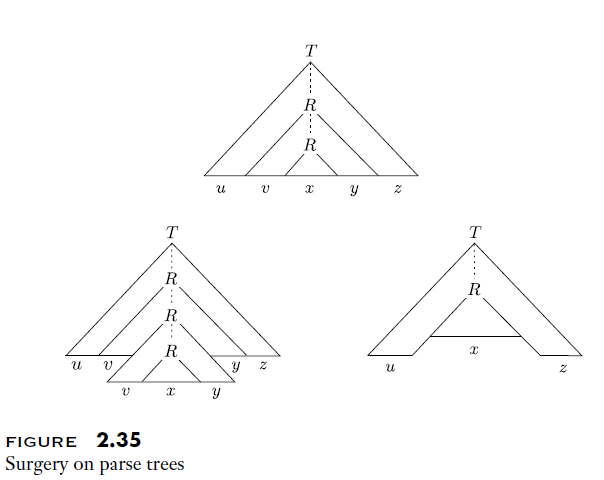 T
R
R
u v x y z
T
R
R
R
u v y z
v x y
T
R
x
u z
FIGURE 2.35
Surgery on parse trees